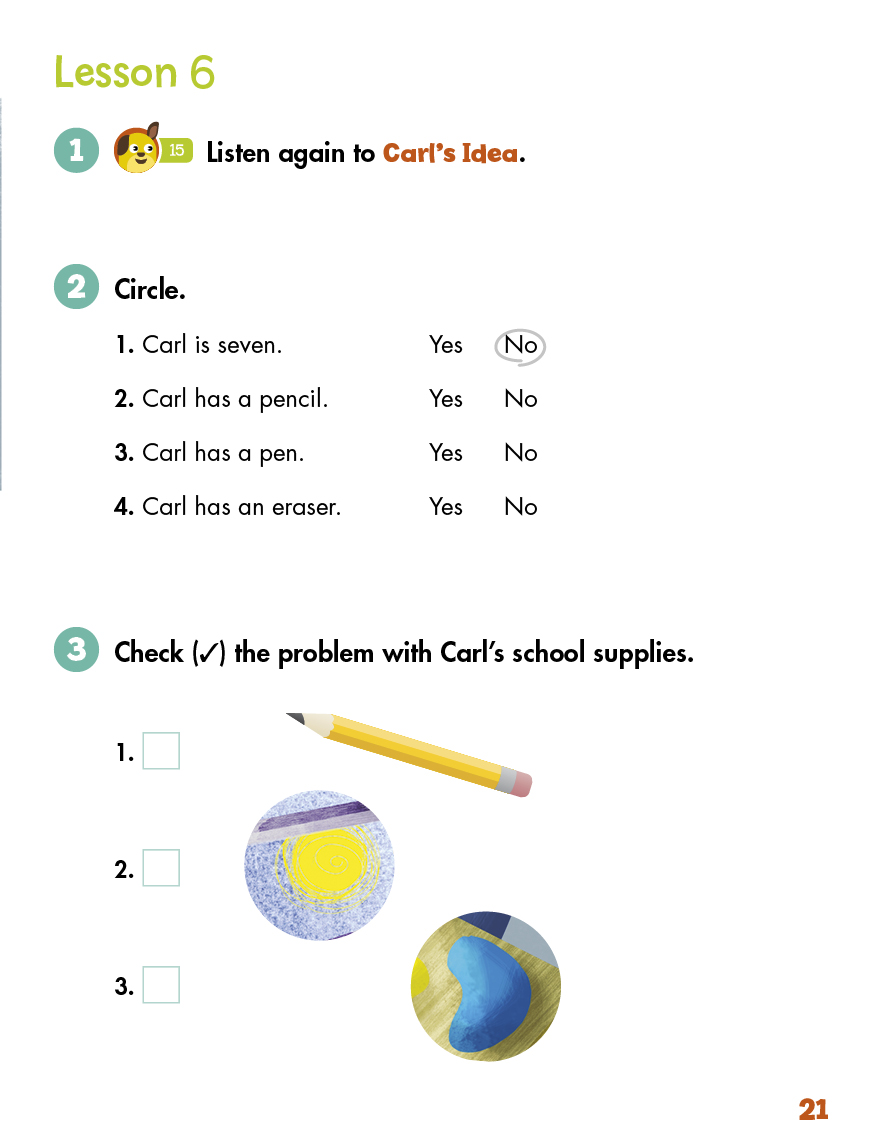 Lesson 6
1 15 Listen again to Carl's Idea.
2 Circle.
1. Carl is seven. Yes No
2. Carl has a pencil. Yes No
3. Carl has a pen. Yes No
4. Carl has an eraser. Yes No
3 Check (✓) the problem with Carl's school supplies.
1.
2.
3.
21